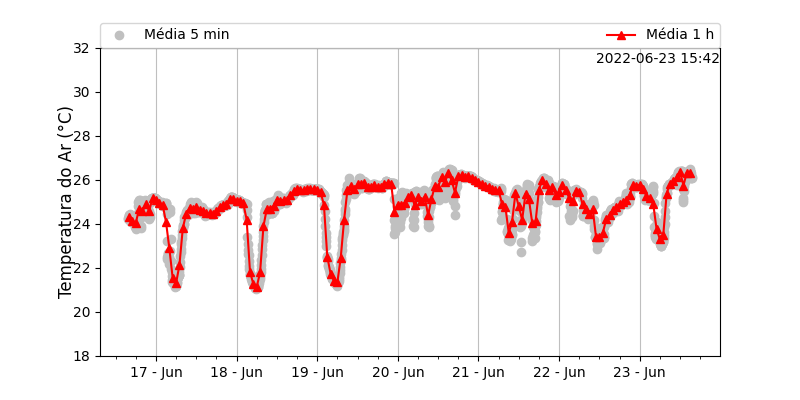 Média 5 min
Média 1 h
2022-06-23 15:42
Temperatura do Ar (°C)
32
30
28
26
24
22
20
18
17 - Jun
18 - Jun
19 - Jun
20 - Jun
21 - Jun
22 - Jun
23 - Jun